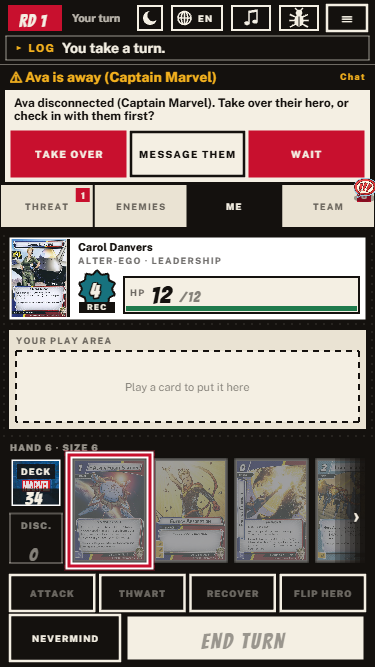 RD 1
Your turn
EN
LOG You take a turn.
Ava is away (Captain Marvel)
Chat
Ava disconnected (Captain Marvel). Take over their hero, or
check in with them first?
TAKE OVER
MESSAGE THEM
WAIT
THREAT
1
ENEMIES
ME
TEAM
Carol Danvers
ALTER-EGO · LEADERSHIP
4
REC
HP 12 /12
YOUR PLAY AREA
Play a card to put it here
HAND 6 · SIZE 6
DECK
MARVEL
34
DISC.
0
ATTACK
THWART
RECOVER
FLIP HERO
NEVERMIND
END TURN